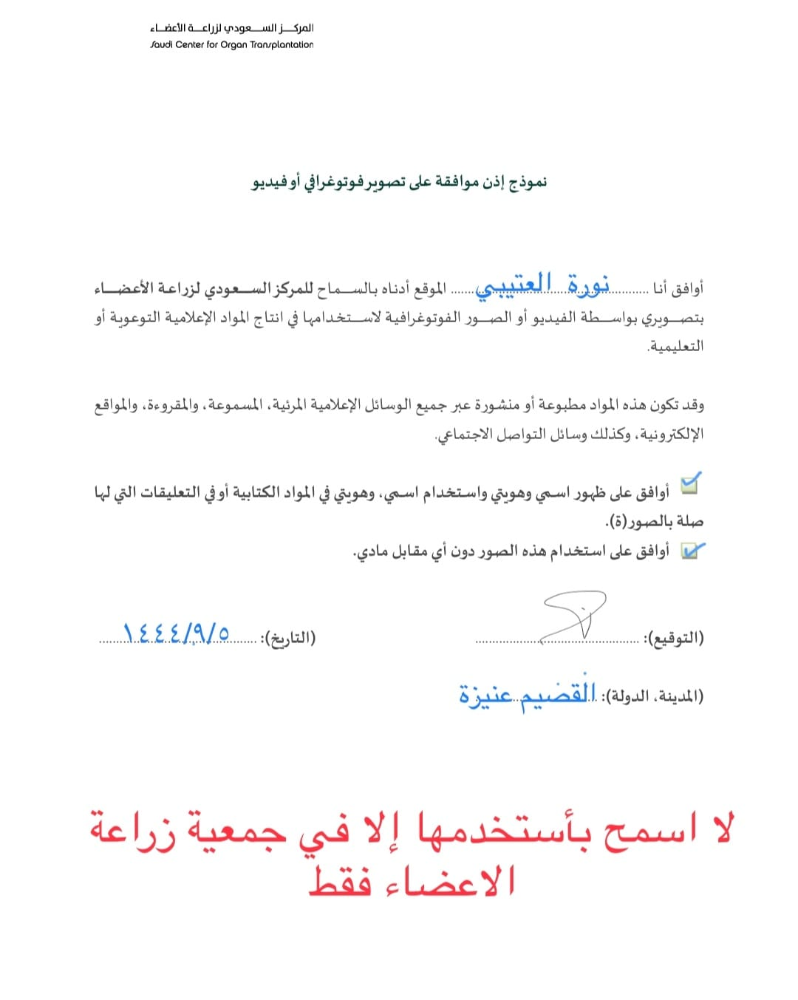 المركز السعودي لزراعة الأعضاء
Saudi Center for Organ Transplantation
نموذج إذن موافقة على تصوير فوتوغرافي أو فيديو
أوافق أنا ........... نورة العتيبي ....... الموقع أدناه بالسماح للمركز السعودي لزراعة الأعضاء
بتصويري بواسطة الفيديو أو الصور الفوتوغرافية لاستخدامها في انتاج المواد الإعلامية التوعوية أو
التعليمية.
وقد تكون هذه المواد مطبوعة أو منشورة عبر جميع الوسائل الإعلامية المرئية، المسموعة، والمقروءة، والمواقع
الإلكترونية، وكذلك وسائل التواصل الاجتماعي.
أوافق على ظهور اسمي وهويتي واستخدام اسمي، وهويتي في المواد الكتابية أو في التعليقات التي لها
صلة بالصور(ة).
أوافق على استخدام هذه الصور دون أي مقابل مادي.
(التوقيع): ........................................ (التاريخ): ١٤٤٤/٩/٥
(المدينة، الدولة): القضيم عنيزة
لا اسمح بأستخدمها إلا في جمعية زراعة
الاعضاء فقط